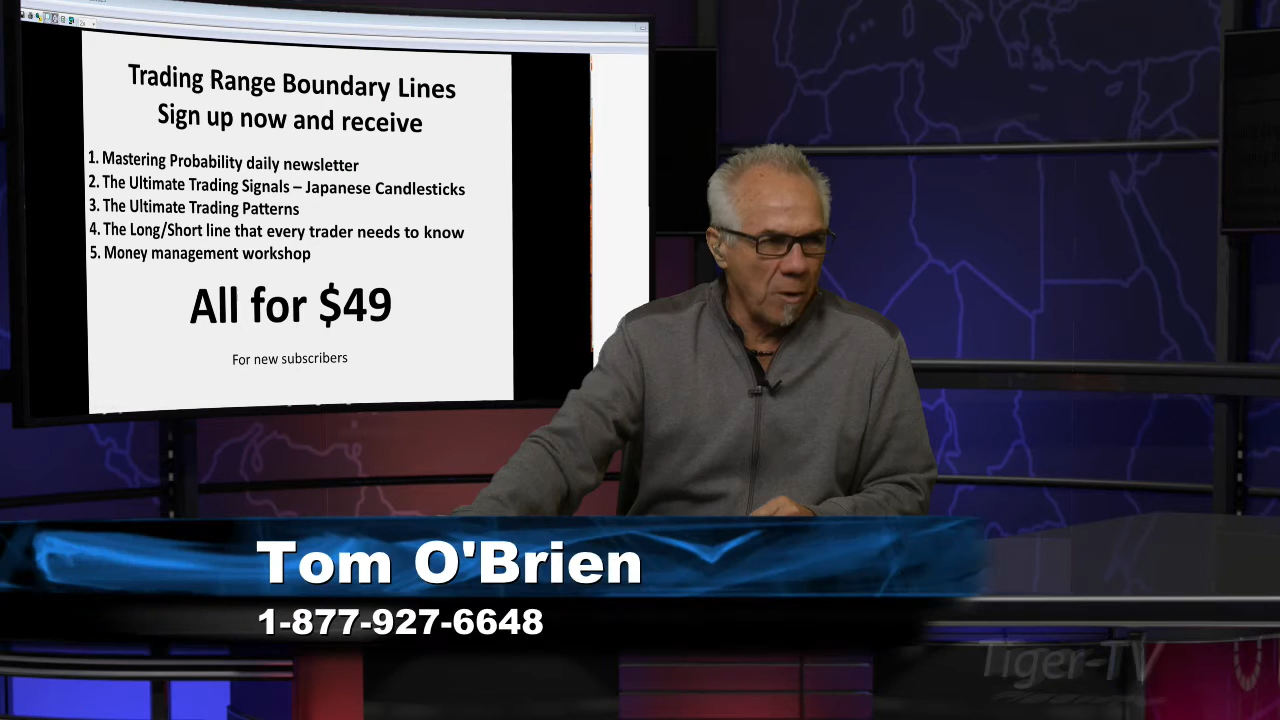 Trading Range Boundary Lines
Sign up now and receive
1. Mastering Probability daily newsletter
2. The Ultimate Trading Signals – Japanese Candlesticks
3. The Ultimate Trading Patterns
4. The Long/Short line that every trader needs to know
5. Money management workshop
All for $49
For new subscribers
Tom O'Brien
1-877-927-6648
Tiger-TV